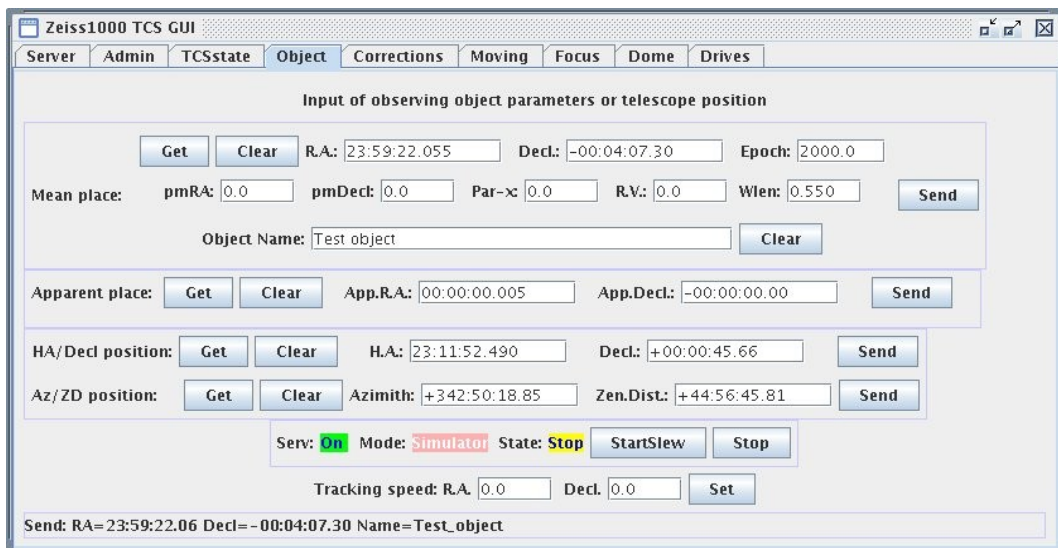 Zeiss1000 TCS GUI
Server Admin TCSstate Object Corrections Moving Focus Dome Drives
Input of observing object parameters or telescope position
Get Clear R.A.: 23:59:22.055 Decl.: -00:04:07.30 Epoch: 2000.0
Mean place: pmRA: 0.0 pmDecl: 0.0 Par-x: 0.0 R.V.: 0.0 Wlen: 0.550 Send
Object Name: Test object Clear
Apparent place: Get Clear App.R.A.: 00:00:00.005 App.Decl.: -00:00:00.00 Send
HA/Decl position: Get Clear H.A.: 23:11:52.490 Decl.: +00:00:45.66 Send
Az/ZD position: Get Clear Azimith: +342:50:18.85 Zen.Dist.: +44:56:45.81 Send
Serv: On Mode: Simulator State: Stop StartSlew Stop
Tracking speed: R.A. 0.0 Decl. 0.0 Set
Send: RA=23:59:22.06 Decl=-00:04:07.30 Name=Test_object